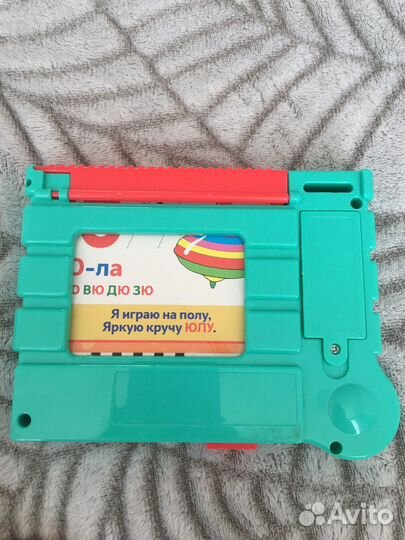 Ю-ла
О ВЮ ДЮ ЗЮ
Я играю на полу,
Яркую кручу ЮЛУ.
Avito